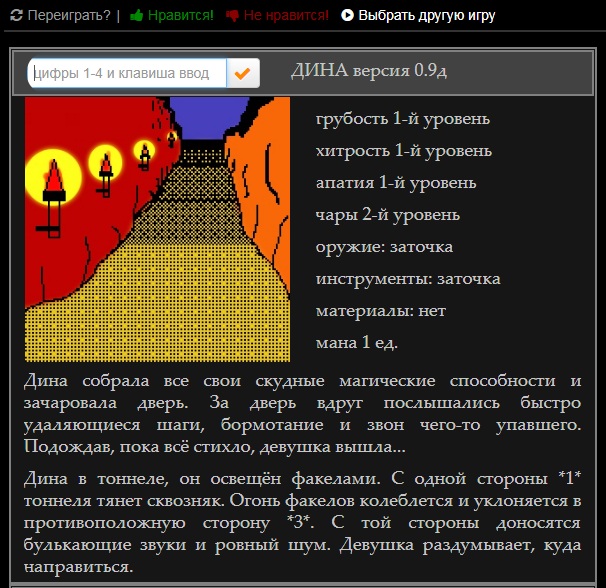 Переиграть? | Нравится! Не нравится! Выбрать другую игру
цифры 1-4 и клавиша ввод
ДИНА версия 0.9д
грубость 1-й уровень
хитрость 1-й уровень
апатия 1-й уровень
чары 2-й уровень
оружие: заточка
инструменты: заточка
материалы: нет
мана 1 ед.
Дина собрала все свои скудные магические способности и
зачаровала дверь. За дверь вдруг послышались быстро
удаляющиеся шаги, бормотание и звон чего-то упавшего.
Подождав, пока всё стихло, девушка вышла...
Дина в тоннеле, он освещён факелами. С одной стороны *1*
тоннеля тянет сквозняк. Огонь факелов колеблется и уклоняется в
противоположную сторону *3*. С той стороны доносятся
булькающие звуки и ровный шум. Девушка раздумывает, куда
направиться.